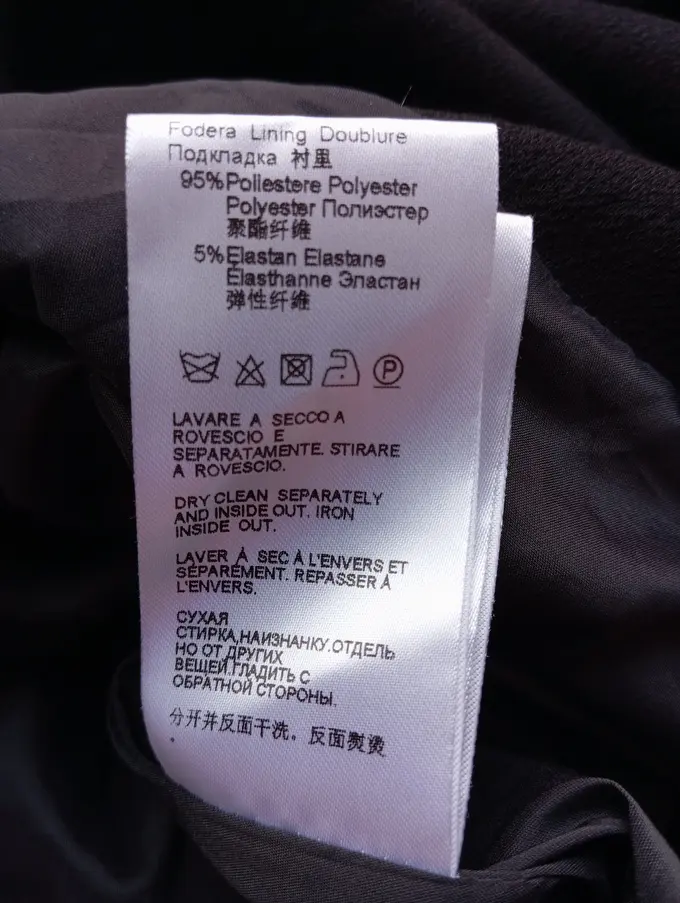 Fodera Lining Doublure
Подкладка 衬里
95% Poliestere Polyester
Polyester Полиэстер
聚酯纤维
5% Elastan Elastane
Élasthanne Эластан
弹性纤维
P
LAVARE A SECCO A
ROVESCIO E
SEPARATAMENTE. STIRARE
A ROVESCIO.
DRY CLEAN SEPARATELY
AND INSIDE OUT. IRON
INSIDE OUT.
LAVER À SEC À L'ENVERS ET
SÉPARÉMENT. REPASSER À
L'ENVERS.
СУХАЯ
СТИРКА,НАИЗНАНКУ.ОТДЕЛЬ
НО ОТ ДРУГИХ
ВЕЩЕЙ.ГЛАДИТЬ С
ОБРАТНОЙ СТОРОНЫ.
分开并反面干洗。反面熨烫